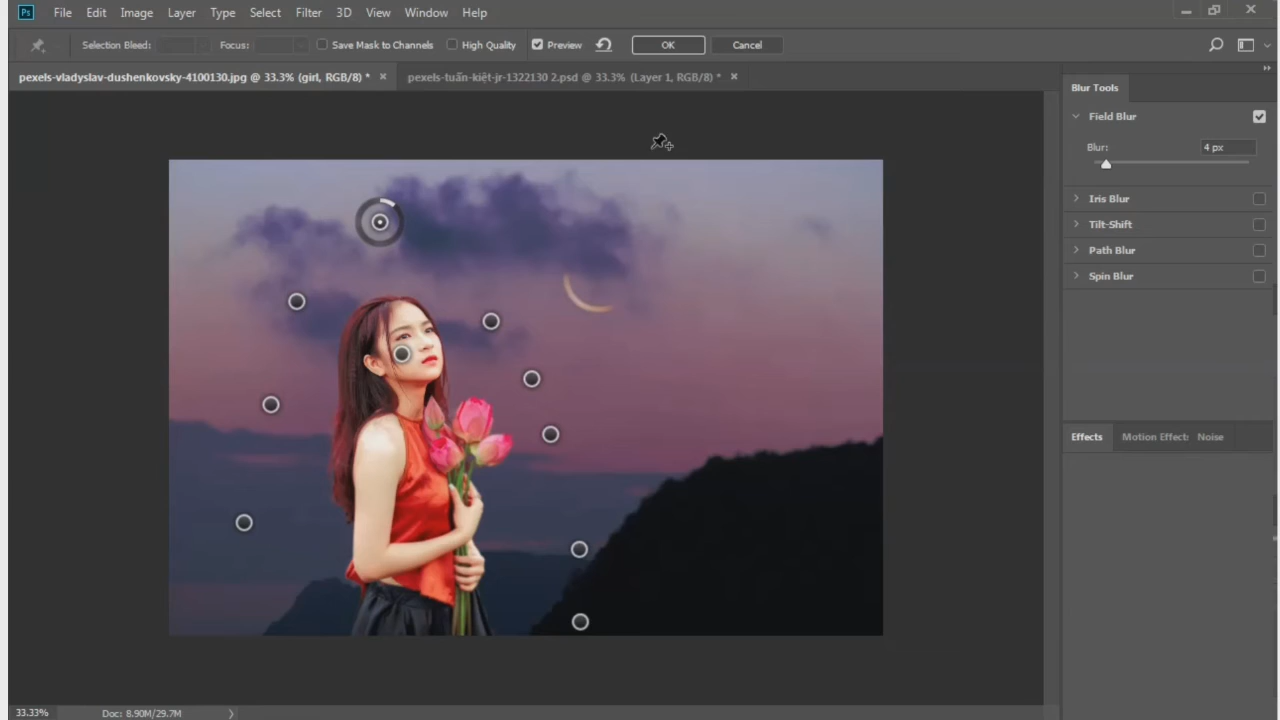 Ps File Edit Image Layer Type Select Filter 3D View Window Help
Selection Bleed: Focus: Save Mask to Channels High Quality Preview OK Cancel
pexels-vladyslav-dushenkovsky-4100130.jpg @ 33.3% (girl, RGB/8) * pexels-tuấn-kiệt-jr-1322130 2.psd @ 33.3% (Layer 1, RGB/8) *
Blur Tools
Field Blur
Blur: 4 px
Iris Blur
Tilt-Shift
Path Blur
Spin Blur
Effects Motion Effect: Noise
33.33% Doc: 8.90M/29.7M